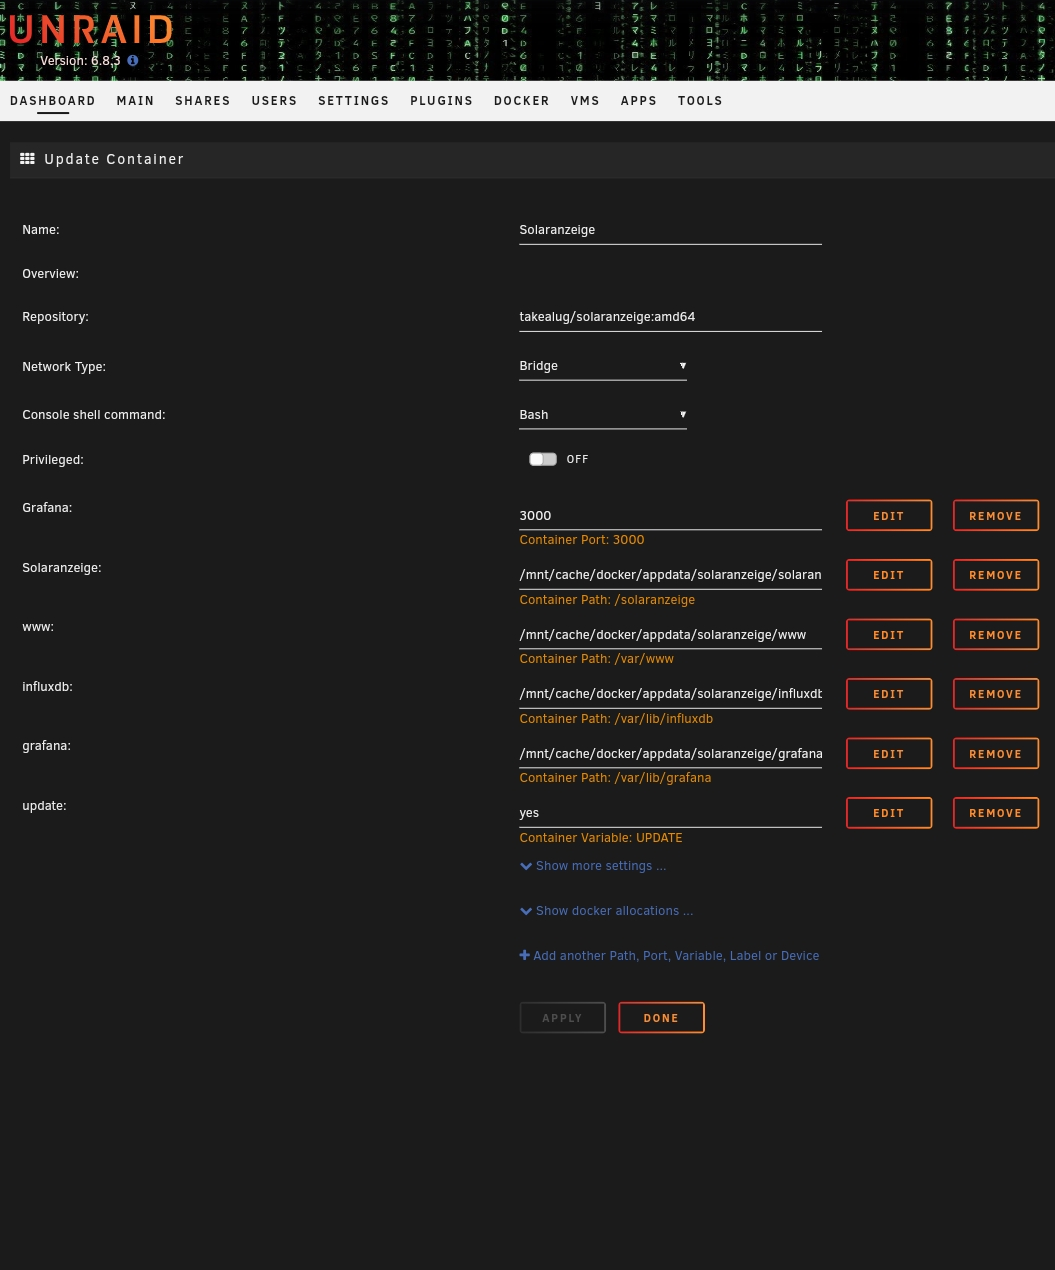 UNRAID
Version: 6.8.3
DASHBOARD MAIN SHARES USERS SETTINGS PLUGINS DOCKER VMS APPS TOOLS
Update Container
Name: Solaranzeige
Overview:
Repository: takealug/solaranzeige:amd64
Network Type: Bridge
Console shell command: Bash
Privileged: OFF
Grafana: 3000 EDIT REMOVE
Container Port: 3000
Solaranzeige: /mnt/cache/docker/appdata/solaranzeige/solaran EDIT REMOVE
Container Path: /solaranzeige
www: /mnt/cache/docker/appdata/solaranzeige/www EDIT REMOVE
Container Path: /var/www
influxdb: /mnt/cache/docker/appdata/solaranzeige/influxdb EDIT REMOVE
Container Path: /var/lib/influxdb
grafana: /mnt/cache/docker/appdata/solaranzeige/grafana EDIT REMOVE
Container Path: /var/lib/grafana
update: yes EDIT REMOVE
Container Variable: UPDATE
Show more settings ...
Show docker allocations ...
Add another Path, Port, Variable, Label or Device
APPLY DONE